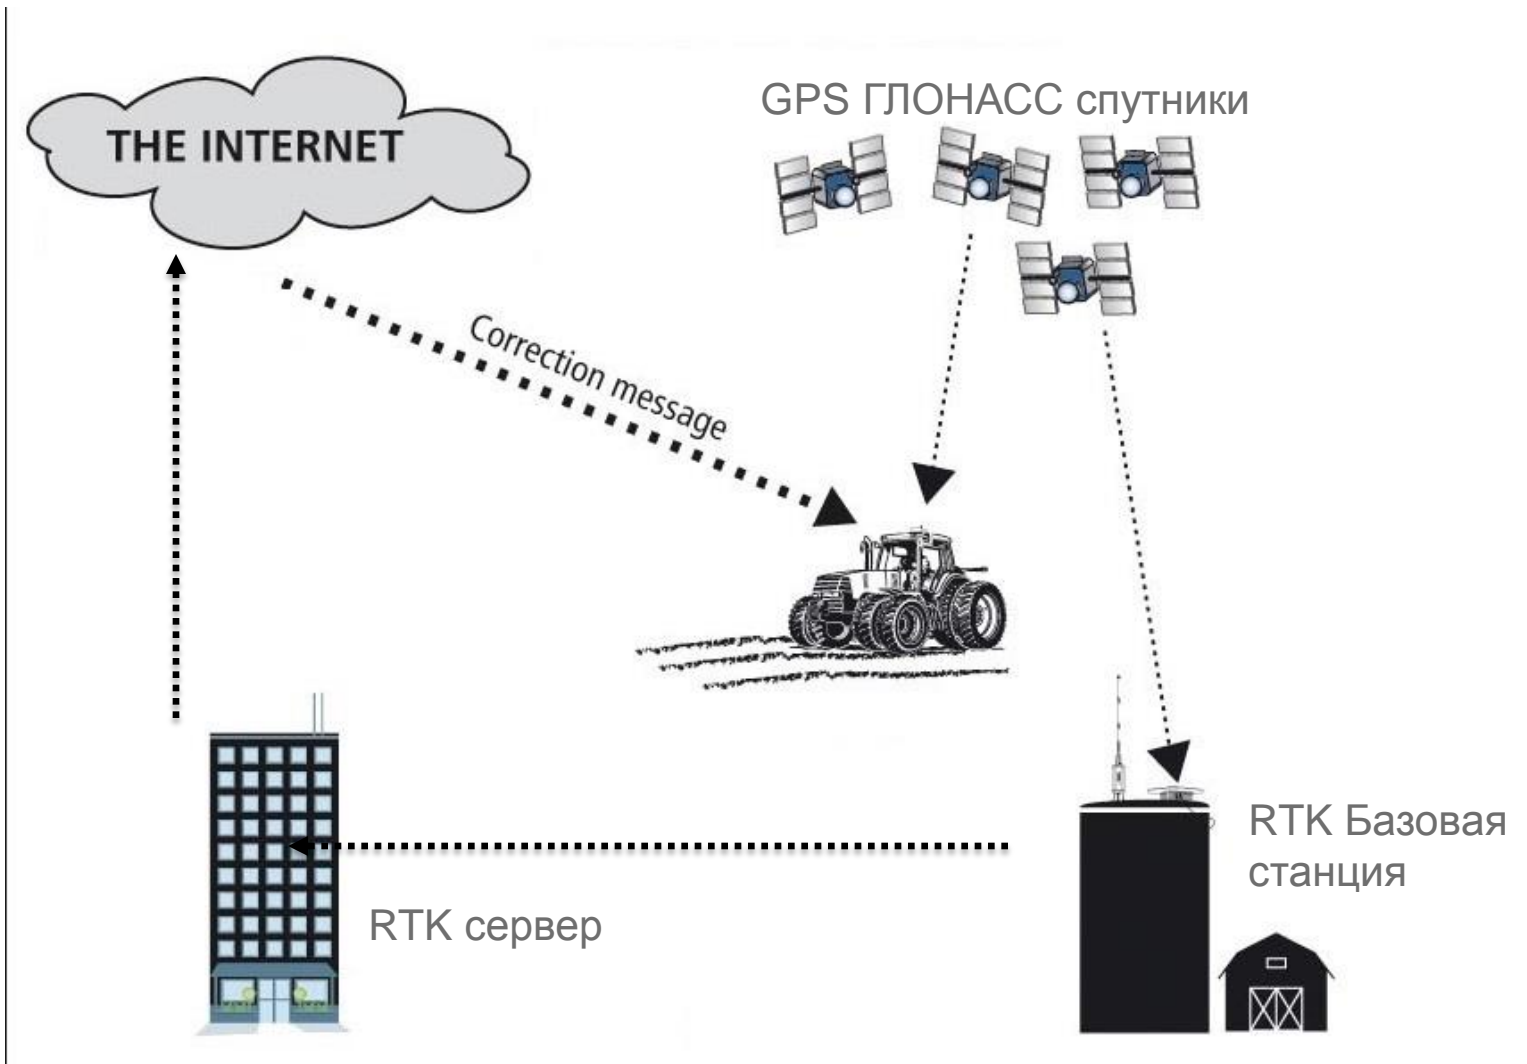 THE INTERNET
GPS ГЛОНАСС спутники
Correction message
RTK Базовая
станция
RTK сервер